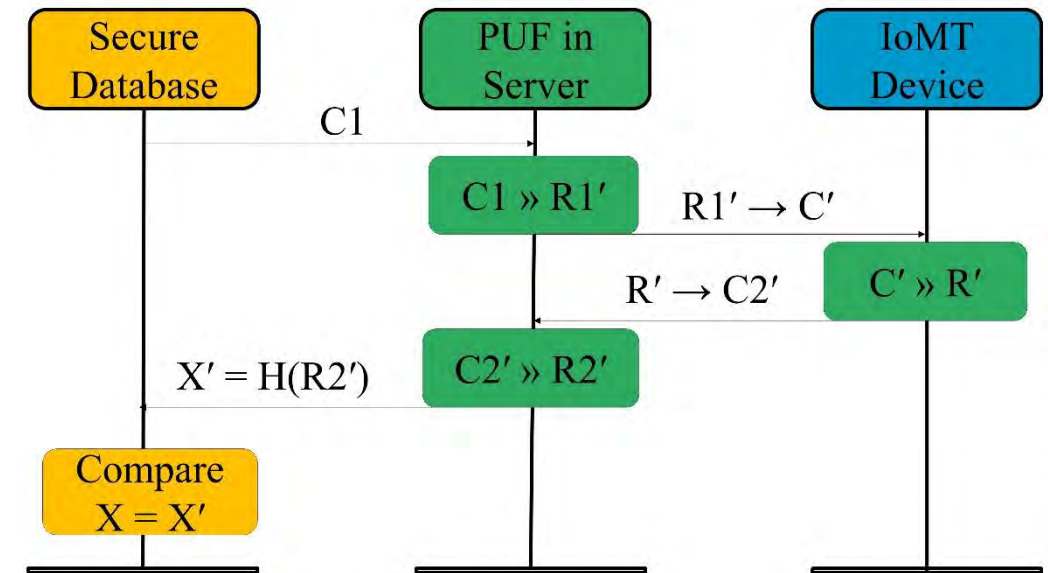 Secure
Database
PUF in
Server
IoMT
Device
C1
C1 » R1′
R1′ → C′
C′ » R′
R′ → C2′
C2′ » R2′
X′ = H(R2′)
Compare
X = X′